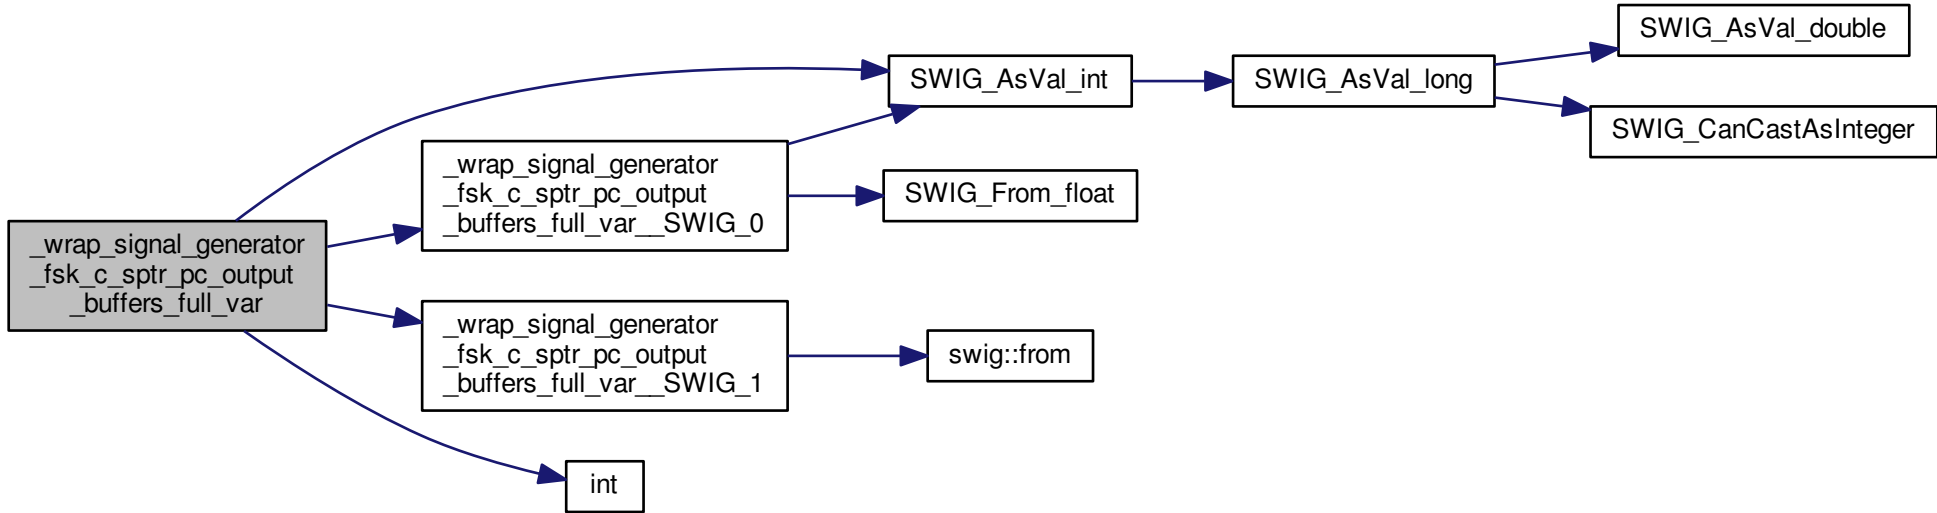 _wrap_signal_generator
_fsk_c_sptr_pc_output
_buffers_full_var
_wrap_signal_generator
_fsk_c_sptr_pc_output
_buffers_full_var__SWIG_0
_wrap_signal_generator
_fsk_c_sptr_pc_output
_buffers_full_var__SWIG_1
int
SWIG_AsVal_int
SWIG_From_float
swig::from
SWIG_AsVal_long
SWIG_AsVal_double
SWIG_CanCastAsInteger